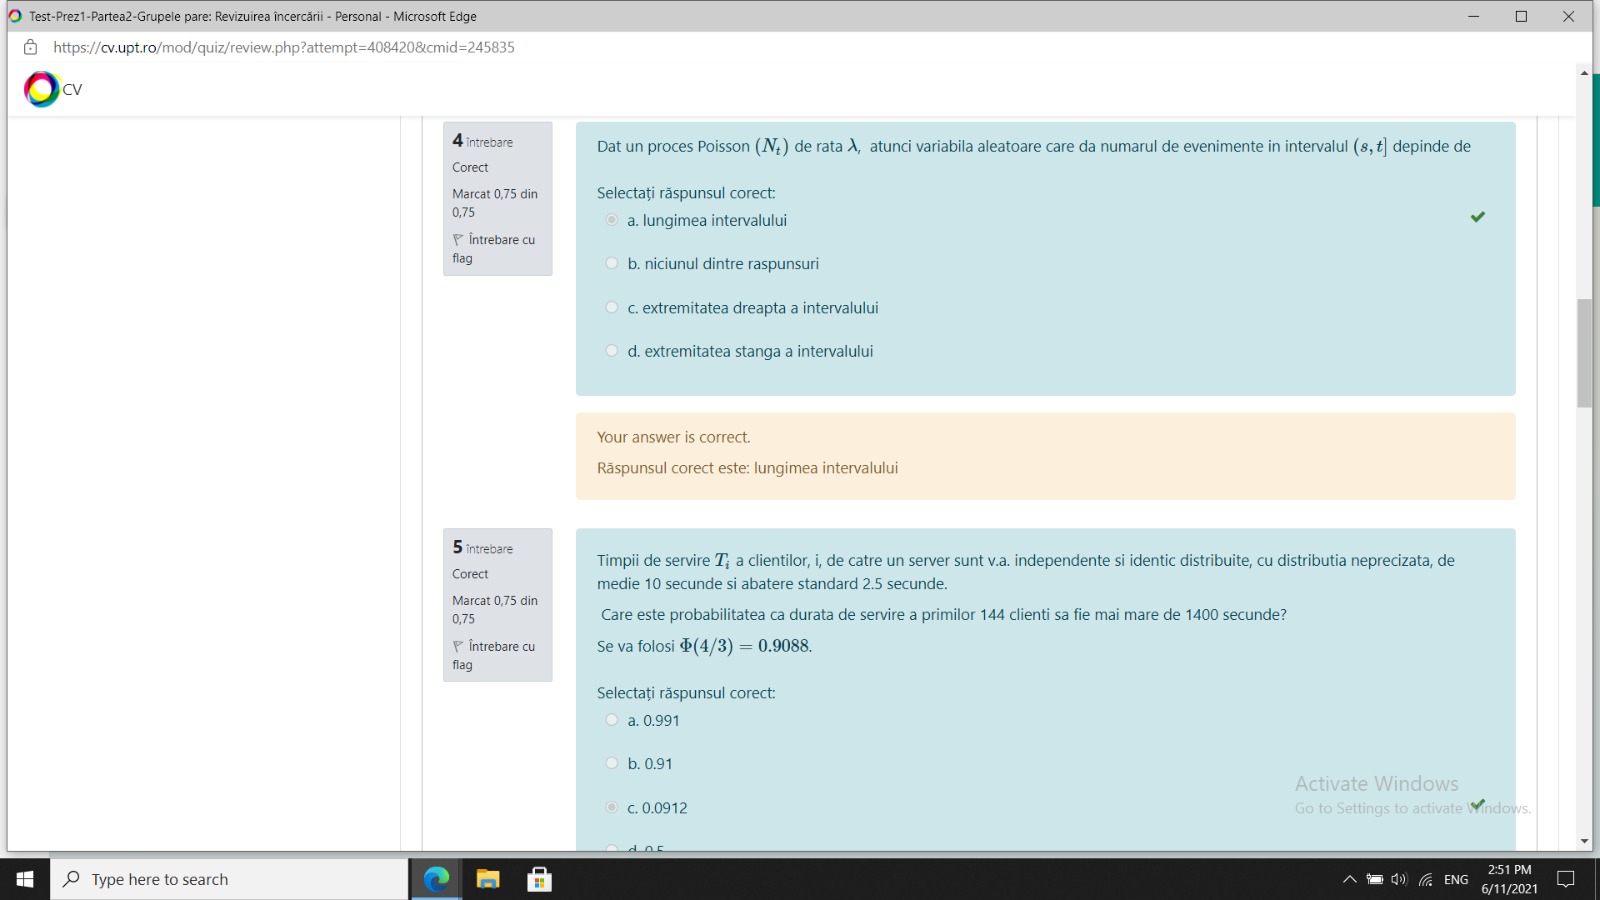 Test-Prez1-Partea2-Grupele pare: Revizuirea încercării - Personal - Microsoft Edge
https://cv.upt.ro/mod/quiz/review.php?attempt=408420&cmid=245835
CV
4 Întrebare
Corect
Marcat 0,75 din
0,75
Întrebare cu
flag
Dat un proces Poisson (Nt) de rata λ, atunci variabila aleatoare care da numarul de evenimente in intervalul (s, t] depinde de
Selectați răspunsul corect:
a. lungimea intervalului
b. niciunul dintre raspunsuri
c. extremitatea dreapta a intervalului
d. extremitatea stanga a intervalului
Your answer is correct.
Răspunsul corect este: lungimea intervalului
5 Întrebare
Corect
Marcat 0,75 din
0,75
Întrebare cu
flag
Timpii de servire Ti a clientilor, i, de catre un server sunt v.a. independente si identic distribuite, cu distributia neprecizata, de
medie 10 secunde si abatere standard 2.5 secunde.
Care este probabilitatea ca durata de servire a primilor 144 clienti sa fie mai mare de 1400 secunde?
Se va folosi Φ(4/3) = 0.9088.
Selectați răspunsul corect:
a. 0.991
b. 0.91
c. 0.0912
d. 0.5
Activate Windows
Go to Settings to activate Windows.
Type here to search
ENG
2:51 PM
6/11/2021